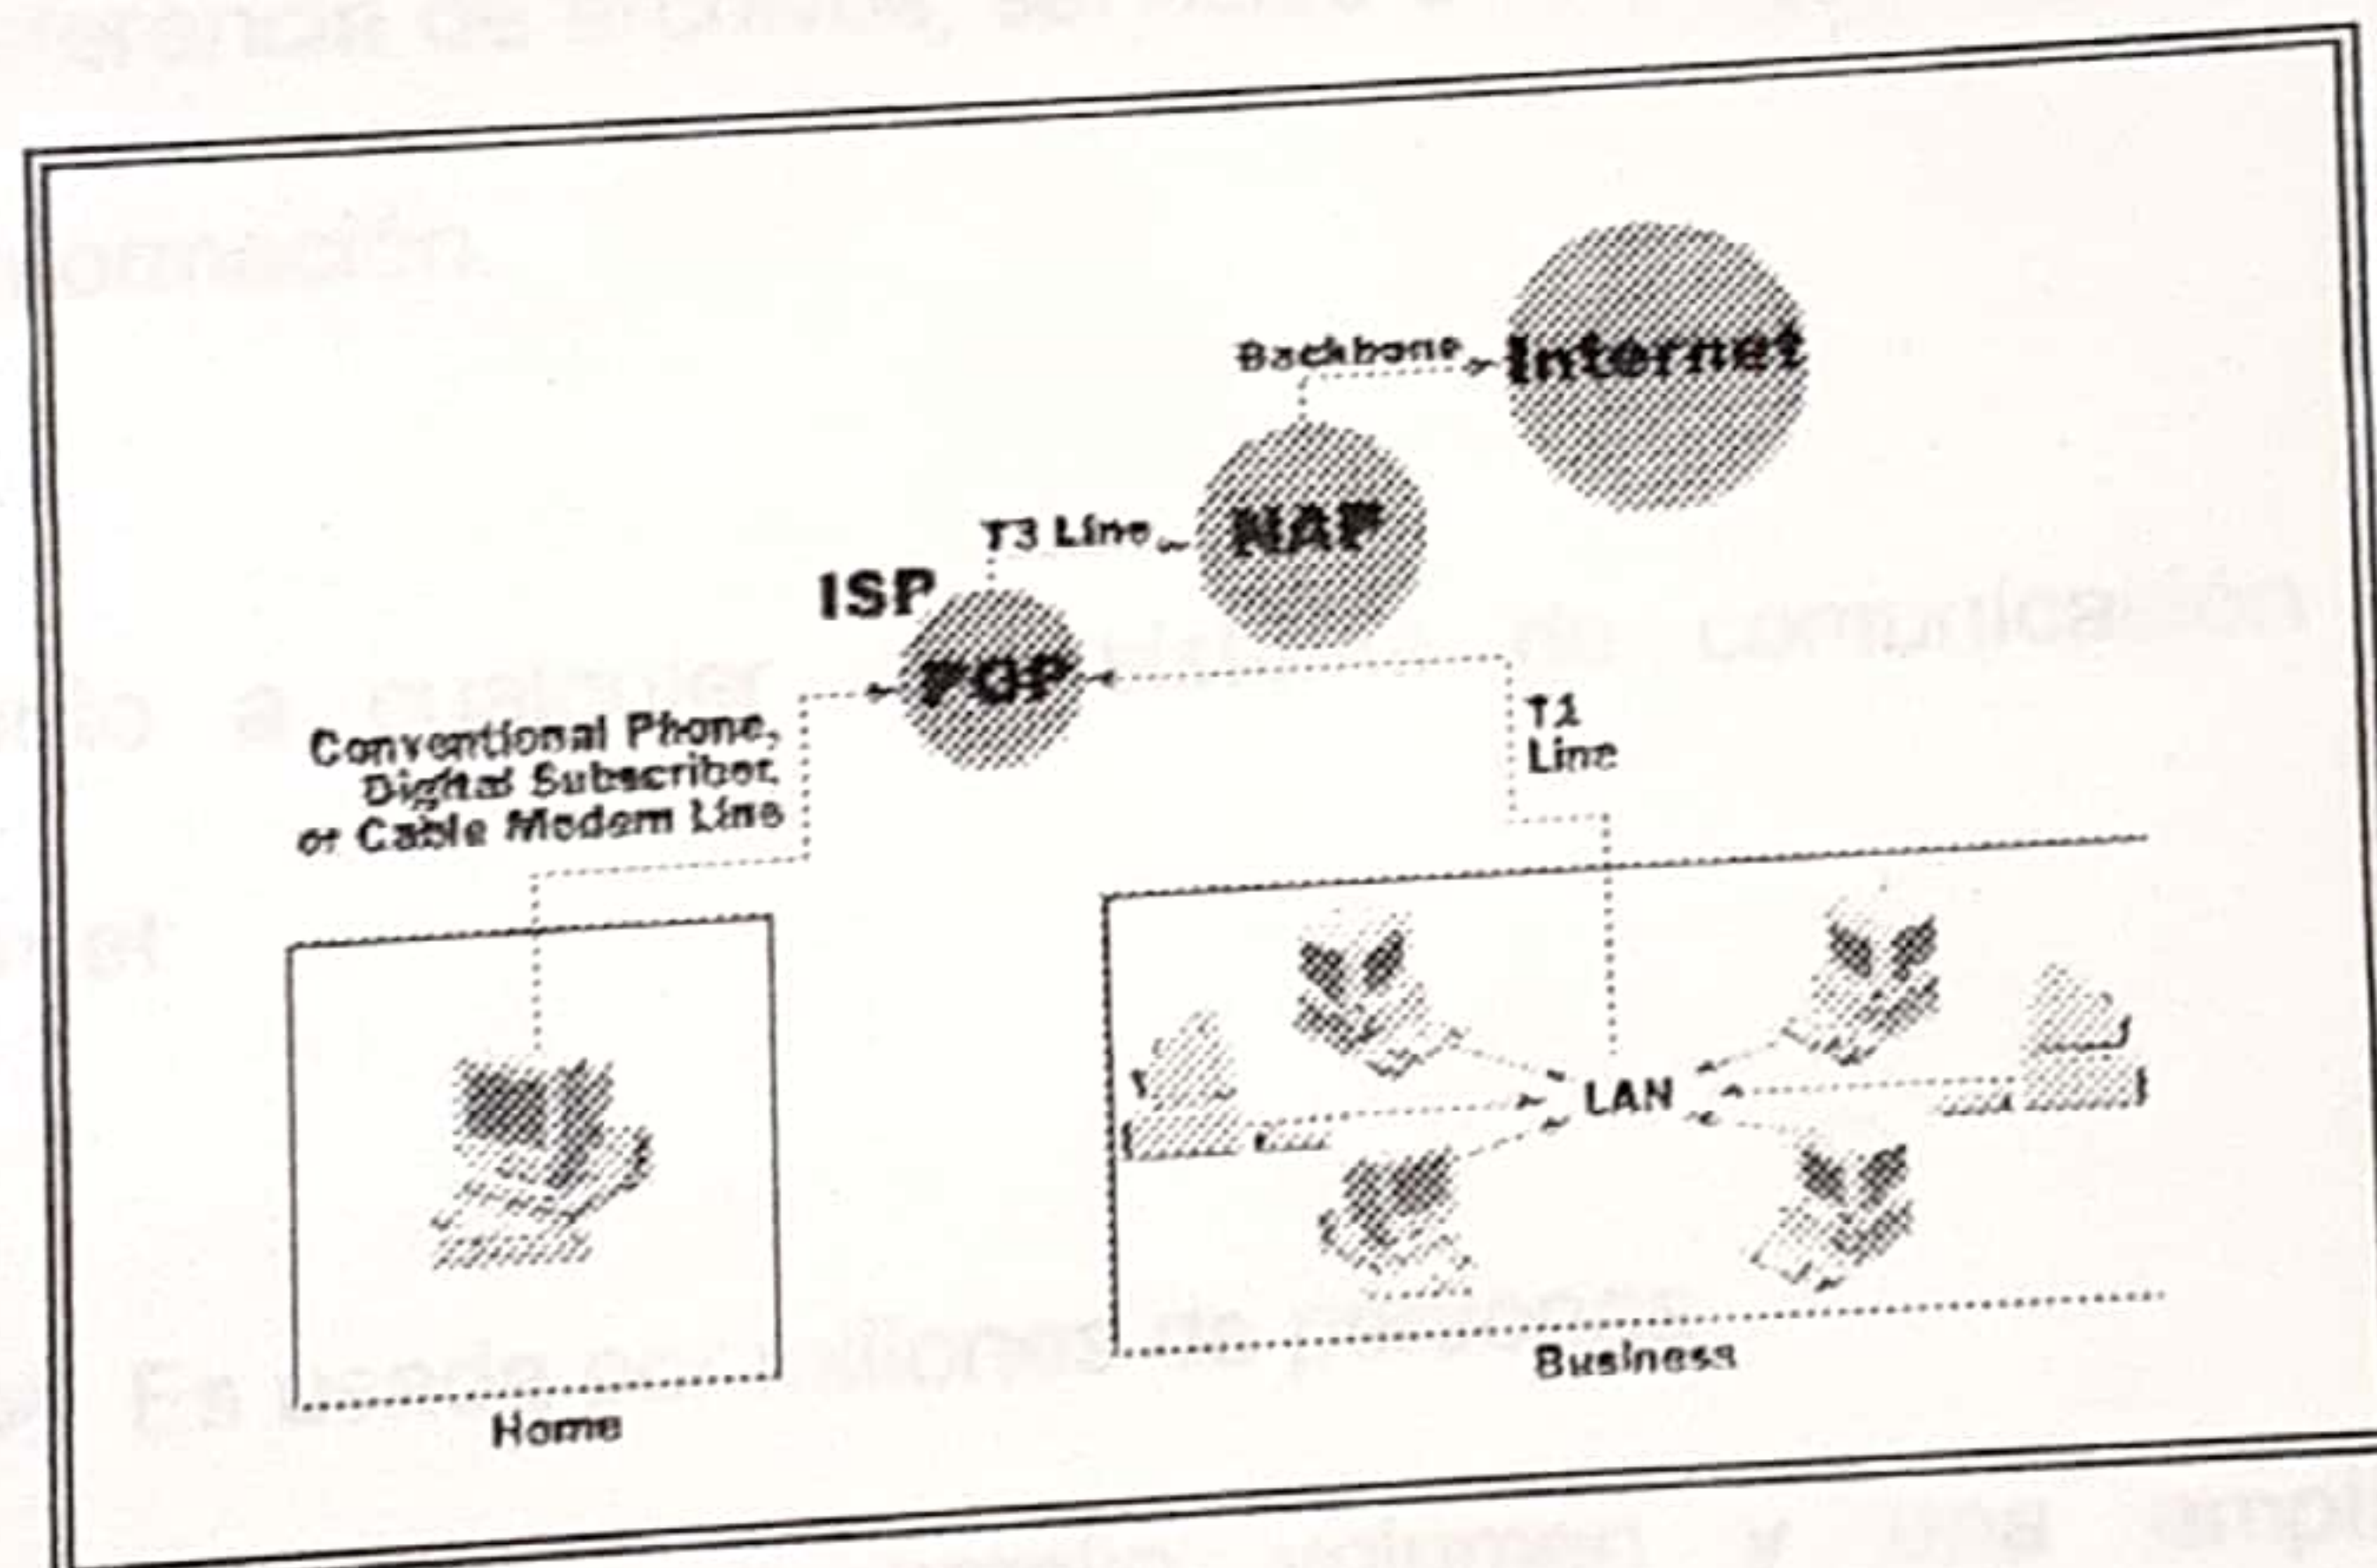 Backbone
Internet
T3 Line
NAP
ISP
POP
T1
Line
Conventional Phone,
Digital Subscriber
or Cable Modem Line
LAN
Business
Home